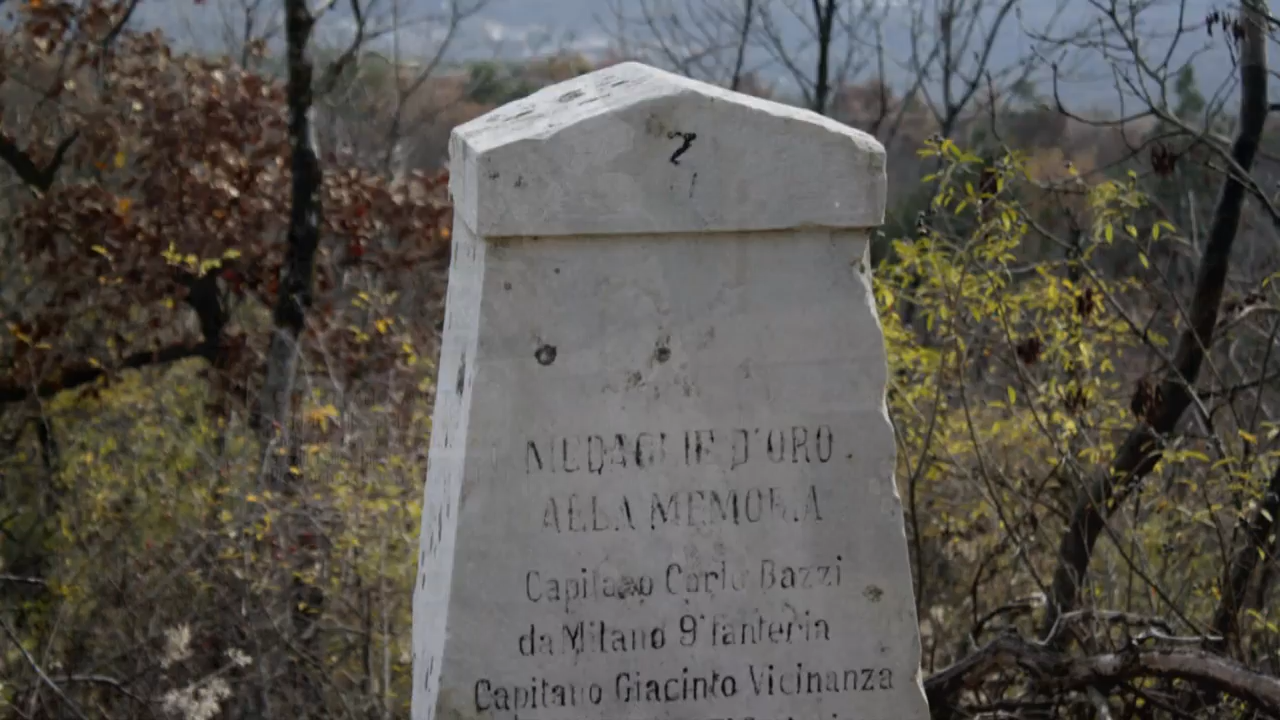 7
MEDAGLIE D'ORO
ALLA MEMORIA
Capitano Carlo Bazzi
da Milano 9° fanteria
Capitano Giacinto Vicinanza